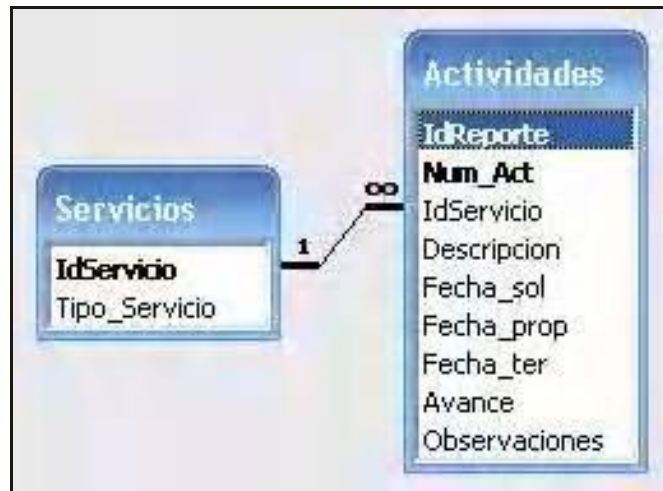 Servicios
IdServicio
Tipo_Servicio
1
∞
Actividades
IdReporte
Num_Act
IdServicio
Descripcion
Fecha_sol
Fecha_prop
Fecha_ter
Avance
Observaciones